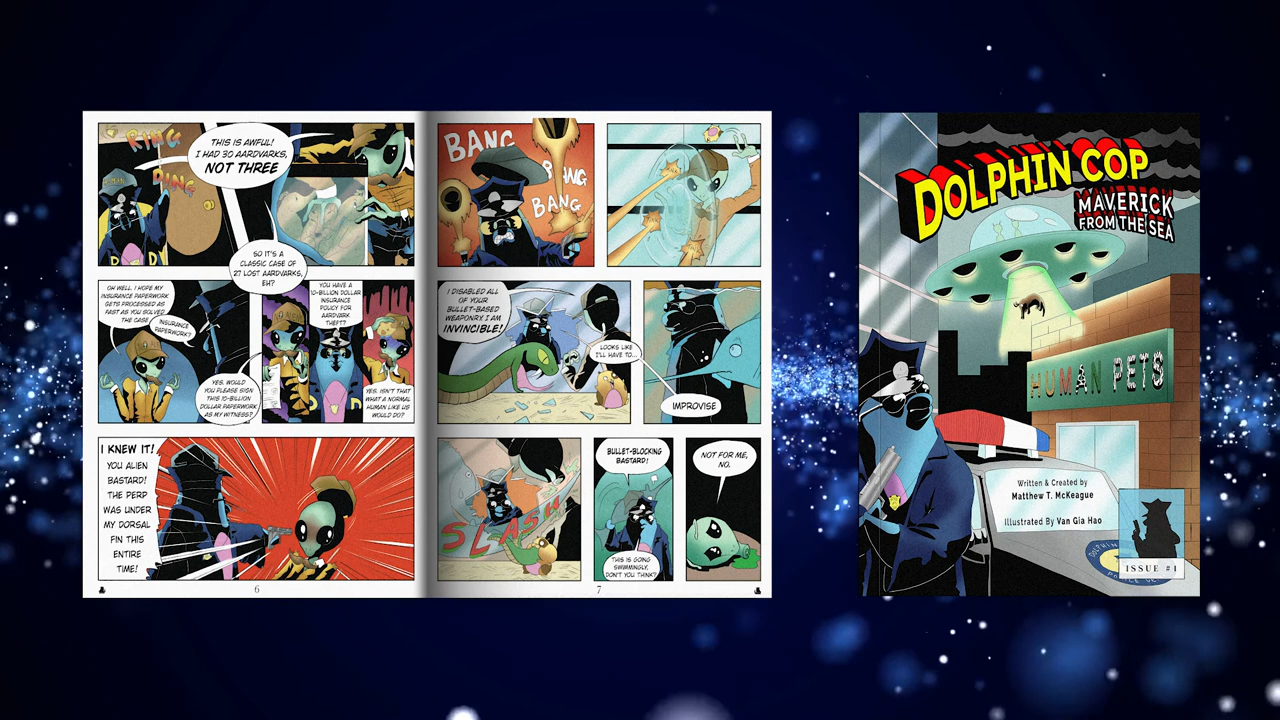 RING
RING
THIS IS AWFUL!
I HAD 30 AARDVARKS,
NOT THREE
SO IT'S A
CLASSIC CASE OF
27 LOST AARDVARKS,
EH?
OH WELL. I HOPE MY
INSURANCE PAPERWORK
GETS PROCESSED AS
FAST AS YOU SOLVED
THE CASE.
INSURANCE
PAPERWORK?
YES. WOULD
YOU PLEASE SIGN
THIS 10-BILLION
DOLLAR PAPERWORK
AS MY WITNESS?
YOU HAVE A
10-BILLION DOLLAR
INSURANCE
POLICY FOR
AARDVARK
THEFT?
YES. ISN'T THAT
WHAT A NORMAL
HUMAN LIKE US
WOULD DO?
I KNEW IT!
YOU ALIEN
BASTARD!
THE PERP
WAS UNDER
MY DORSAL
FIN THIS
ENTIRE
TIME!
6
BANG
BANG
BANG
I DISABLED ALL
OF YOUR
BULLET-BASED
WEAPONRY. I AM
INVINCIBLE!
LOOKS LIKE
I'LL HAVE TO...
IMPROVISE
SLASH
BULLET-BLOCKING
BASTARD!
THIS IS GOING
SWIMMINGLY,
DON'T YOU THINK?
NOT FOR ME,
NO.
7
DOLPHIN COP
MAVERICK
FROM THE SEA
HUMAN PETS
Written & Created by
Matthew T. McKeague
Illustrated By Van Gia Hao
DOLPHIN
POLICE
ISSUE #1